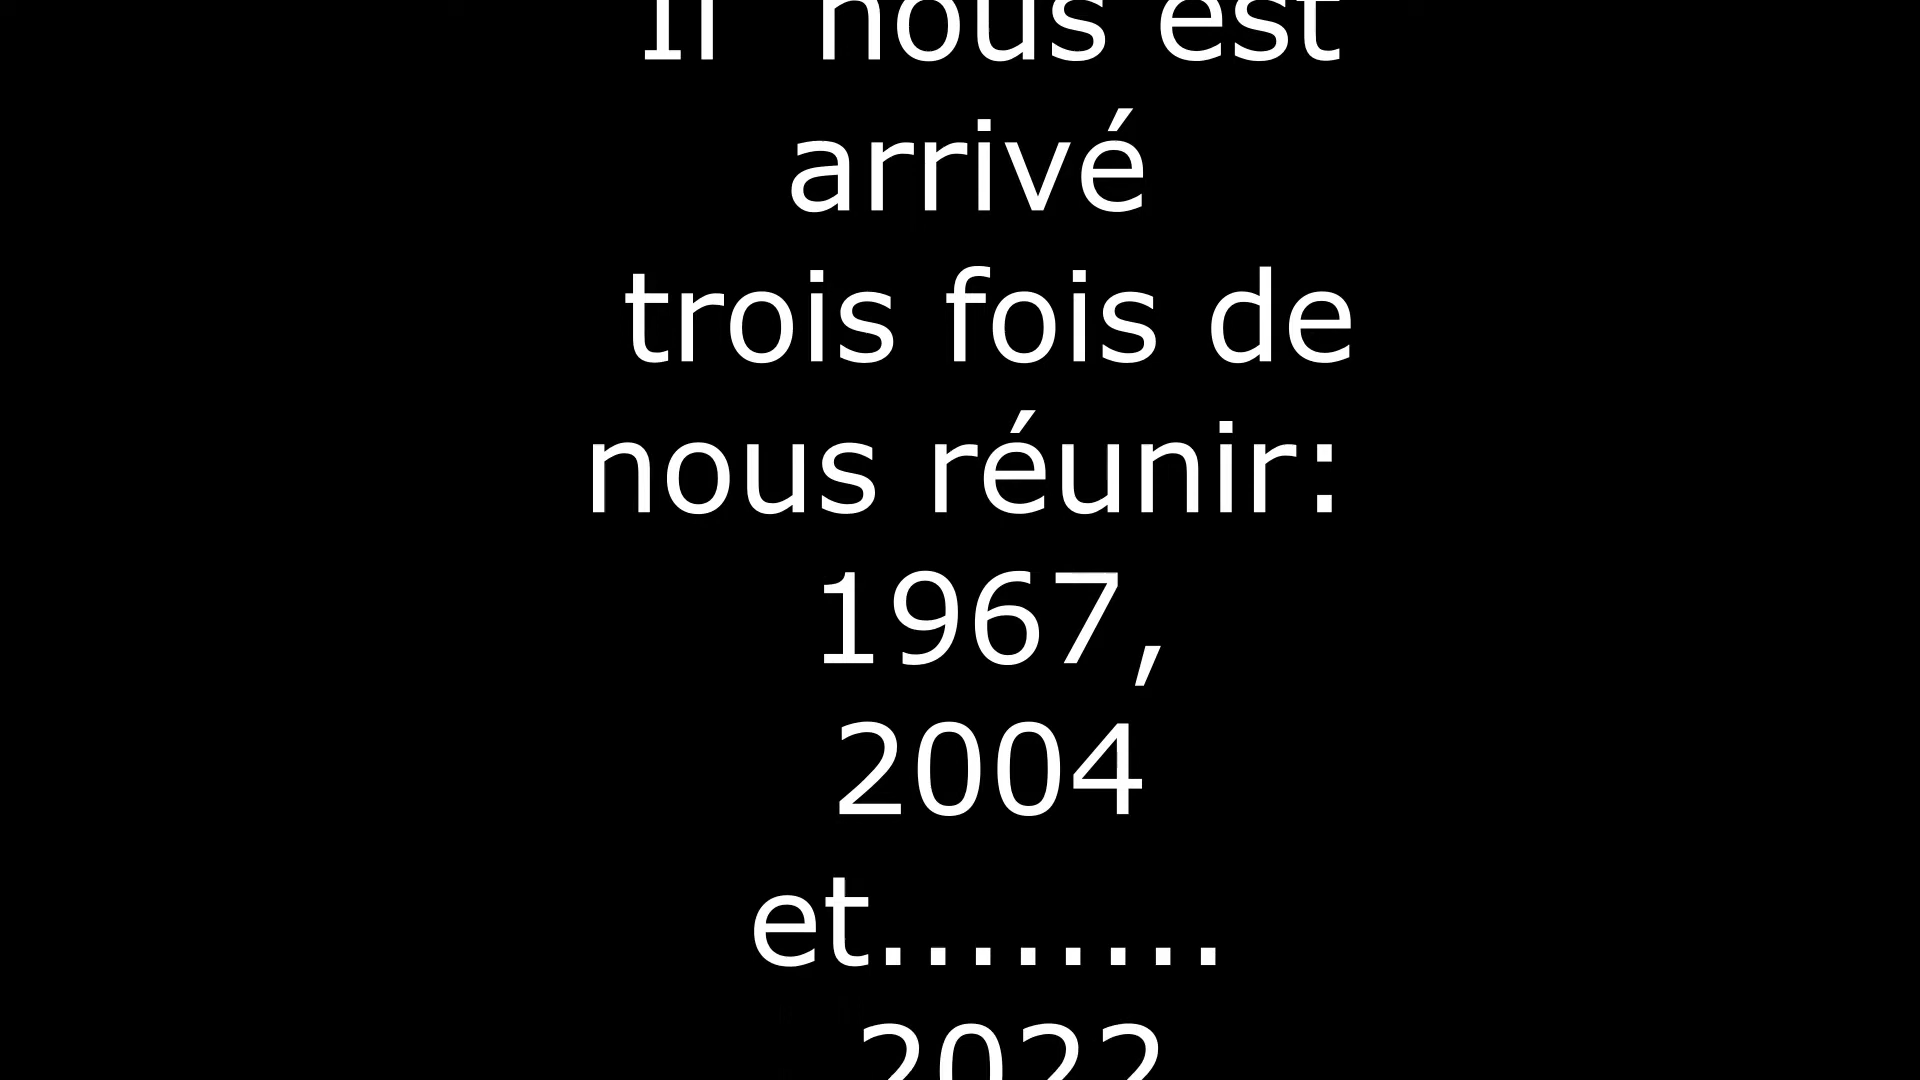 Il nous est
arrivé
trois fois de
nous réunir:
1967,
2004
et........
2022